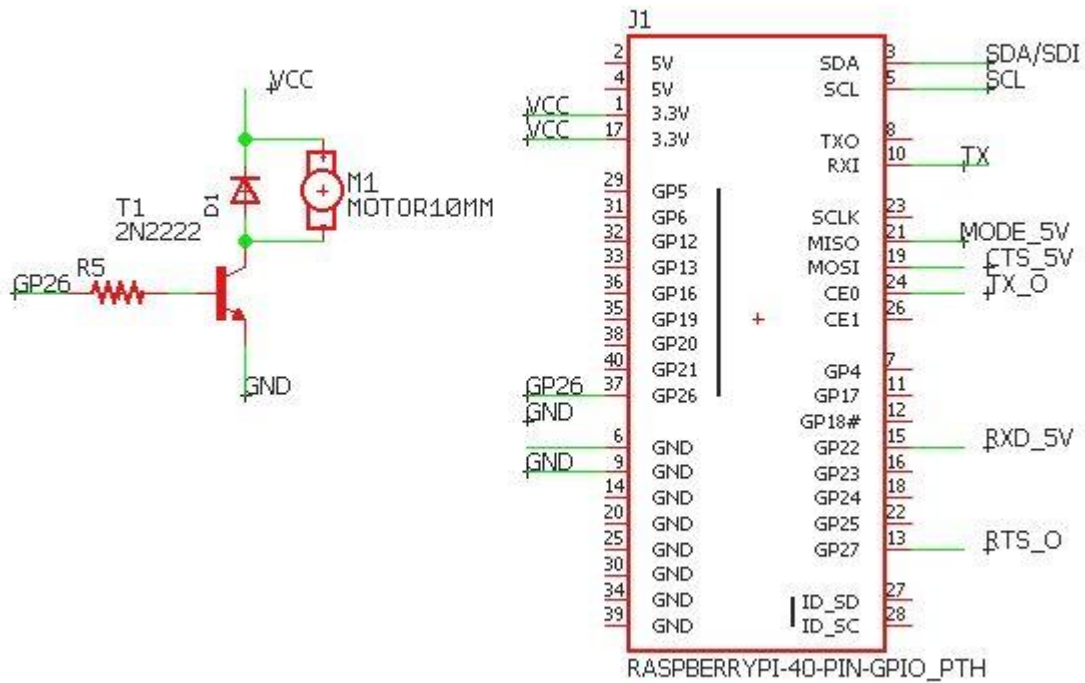 VCC
M1
MOTOR10MM
D1
T1
2N2222
R5
GP26
GND
J1
2 5V
4 5V
VCC 1 3.3V
VCC 17 3.3V
29 GP5
31 GP6
32 GP12
33 GP13
36 GP16
35 GP19
38 GP20
40 GP21
GP26 37 GP26
GND
6 GND
GND 9 GND
14 GND
20 GND
25 GND
30 GND
34 GND
39 GND
SDA 3 SDA/SDI
SCL 5 SCL
TXO 8
RXI 10 TX
SCLK 23
MISO 21 MODE_5V
MOSI 19 CTS_5V
CE0 24 TX_O
CE1 26
GP4 7
GP17 11
GP18# 12
GP22 15 RXD_5V
GP23 16
GP24 18
GP25 22
GP27 13 RTS_O
ID_SD 27
ID_SC 28
RASPBERRYPI-40-PIN-GPIO_PTH